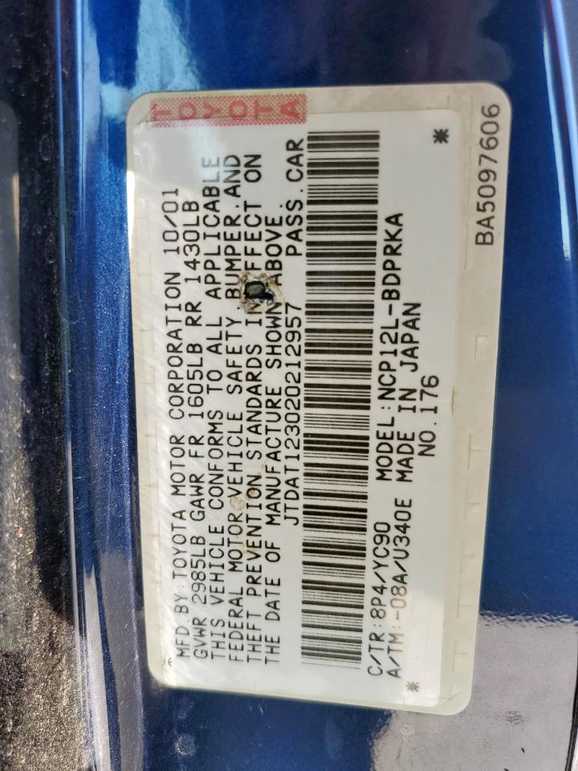 TOYOTA
MFD.BY:TOYOTA MOTOR CORPORATION 10/01
GVWR 2985LB GAWR FR 1605LB RR 1430LB
THIS VEHICLE CONFORMS TO ALL APPLICABLE
FEDERAL MOTOR VEHICLE SAFETY,BUMPER,AND
THEFT PREVENTION STANDARDS IN EFFECT ON
THE DATE OF MANUFACTURE SHOWN ABOVE.
JTDAT123020212957 PASS.CAR
C/TR:8P4/YC90 MODEL:NCP12L-BDPRKA
A/TM:-08A/U340E MADE IN JAPAN
NO.176
BA5097606